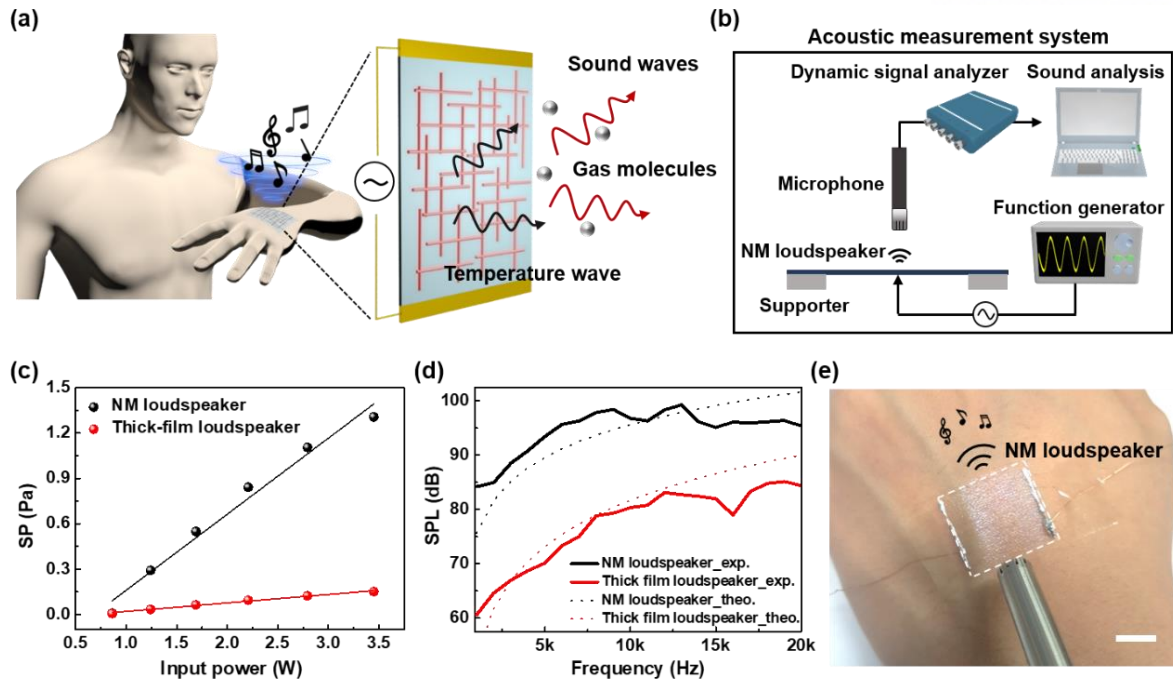 (a)
Sound waves
Gas molecules
Temperature wave
(b)
Acoustic measurement system
Dynamic signal analyzer
Sound analysis
Microphone
Function generator
NM loudspeaker
Supporter
(c)
1.5
1.2
0.9
0.6
0.3
0.0
SP (Pa)
NM loudspeaker
Thick-film loudspeaker
0.5 1.0 1.5 2.0 2.5 3.0 3.5 4.0
Input power (W)
(d)
100
90
80
70
60
SPL (dB)
NM loudspeaker_exp.
Thick film loudspeaker_exp.
NM loudspeaker_theo.
Thick film loudspeaker_theo.
5k 10k 15k 20k
Frequency (Hz)
(e)
NM loudspeaker